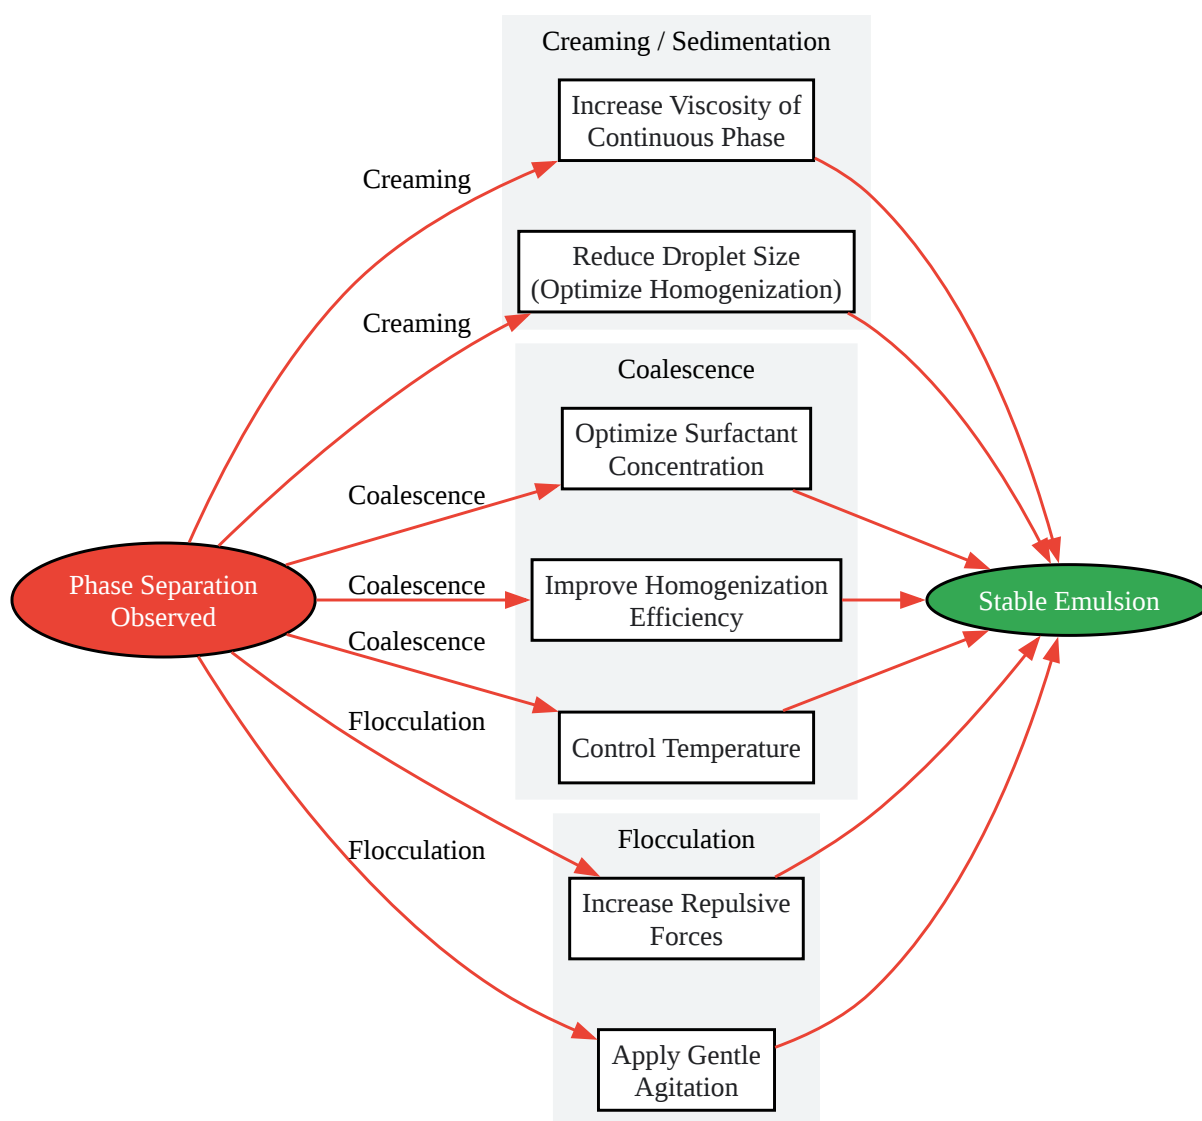 Creaming / Sedimentation
Increase Viscosity of
Continuous Phase
Creaming
Reduce Droplet Size
(Optimize Homogenization)
Creaming
Coalescence
Optimize Surfactant
Concentration
Coalescence
Phase Separation
Observed
Coalescence
Improve Homogenization
Efficiency
Stable Emulsion
Coalescence
Flocculation
Control Temperature
Flocculation
Flocculation
Increase Repulsive
Forces
Apply Gentle
Agitation